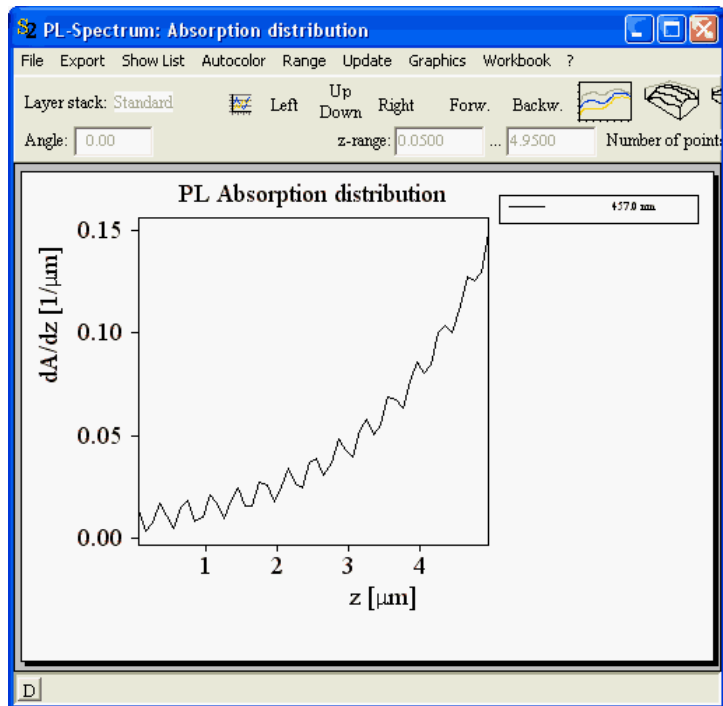 PL-Spectrum: Absorption distribution
File Export Show List Autocolor Range Update Graphics Workbook ?
Layer stack: Standard Left Up Down Right Forw. Backw.
Angle: 0.00 z-range: 0.0500 ... 4.9500 Number of point
PL Absorption distribution
457.0 nm
dA/dz [1/μm]
0.15
0.10
0.05
0.00
1 2 3 4
z [μm]
D